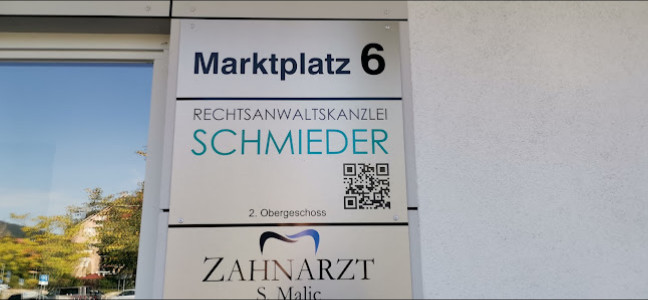 Marktplatz 6
RECHTSANWALTSKANZLEI
SCHMIEDER
2. Obergeschoss
ZAHNARZT
S. Malic